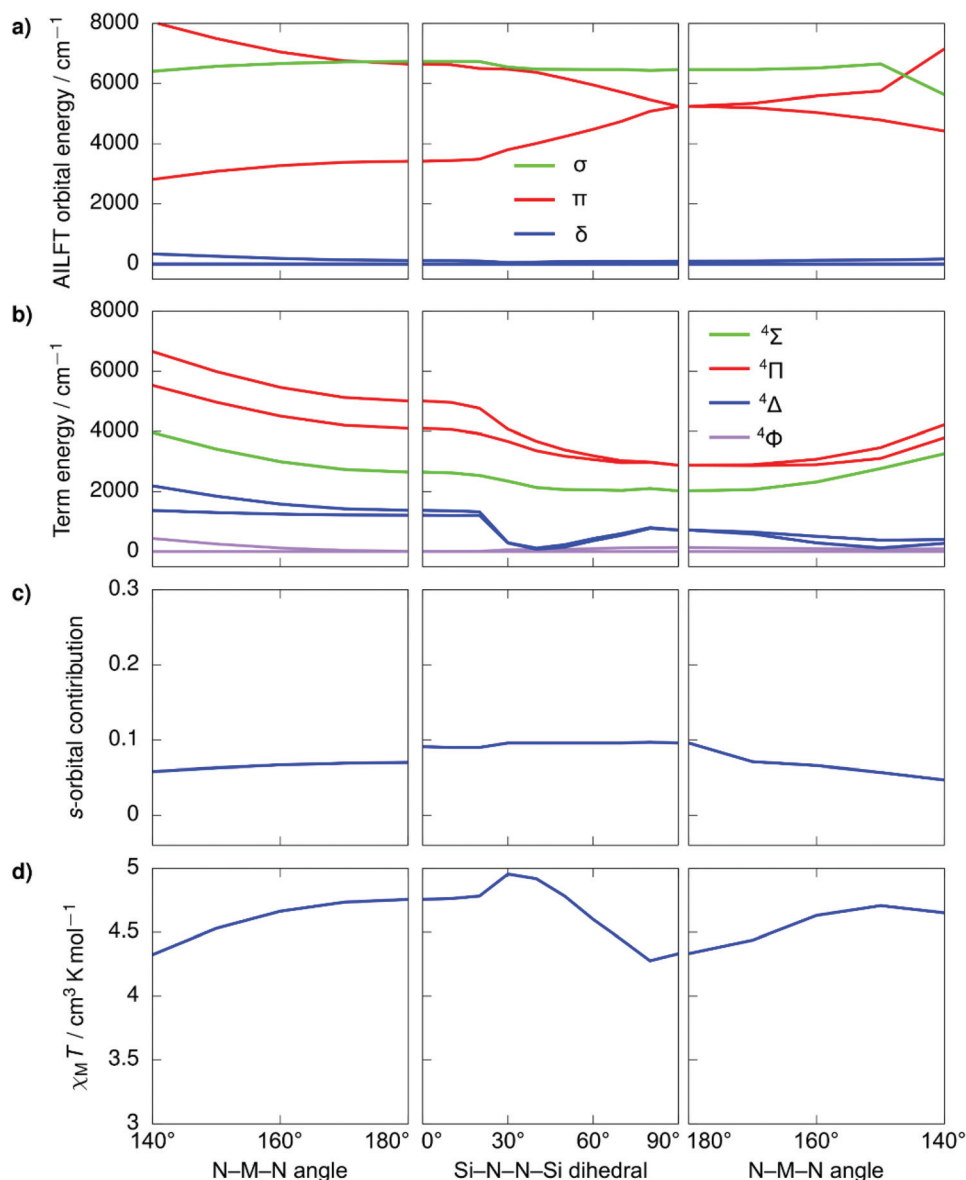 a)
AILFT orbital energy / cm⁻¹
8000
6000
4000
2000
0
σ
π
δ
b)
Term energy / cm⁻¹
8000
6000
4000
2000
0
⁴Σ
⁴Π
⁴Δ
⁴Φ
c)
s-orbital contiribution
0.3
0.2
0.1
0
d)
χ_M T / cm³ K mol⁻¹
5
4.5
4
3.5
3
140° 160° 180° 0° 30° 60° 90° 180° 160° 140°
N–M–N angle Si–N–N–Si dihedral N–M–N angle